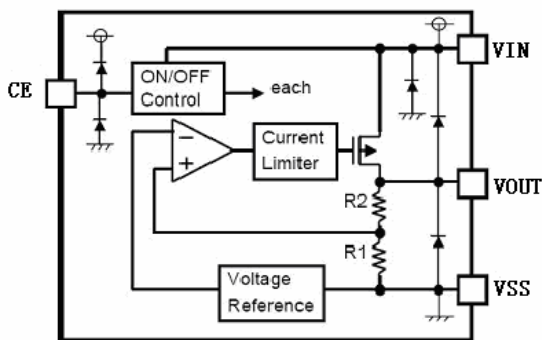 VIN
ON/OFF
Control
CE
each
−
+
Current
Limiter
R2
VOUT
R1
Voltage
Reference
VSS